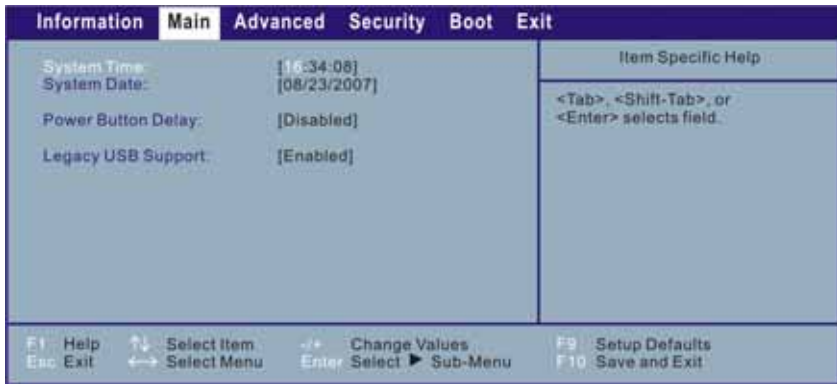 Information Main Advanced Security Boot Exit
Item Specific Help
System Time: [16:34:08]
System Date: [08/23/2007]
<Tab>, <Shift-Tab>, or
<Enter> selects field.
Power Button Delay: [Disabled]
Legacy USB Support: [Enabled]
F1 Help ↑↓ Select Item -/+ Change Values F9 Setup Defaults
Esc Exit ←→ Select Menu Enter Select ▶ Sub-Menu F10 Save and Exit